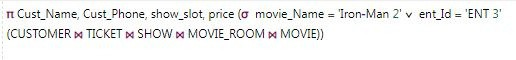 π Cust_Name, Cust_Phone, show_slot, price (σ movie_Name = 'Iron-Man 2' v ent_Id = 'ENT 3'
(CUSTOMER ⋈ TICKET ⋈ SHOW ⋈ MOVIE_ROOM ⋈ MOVIE))